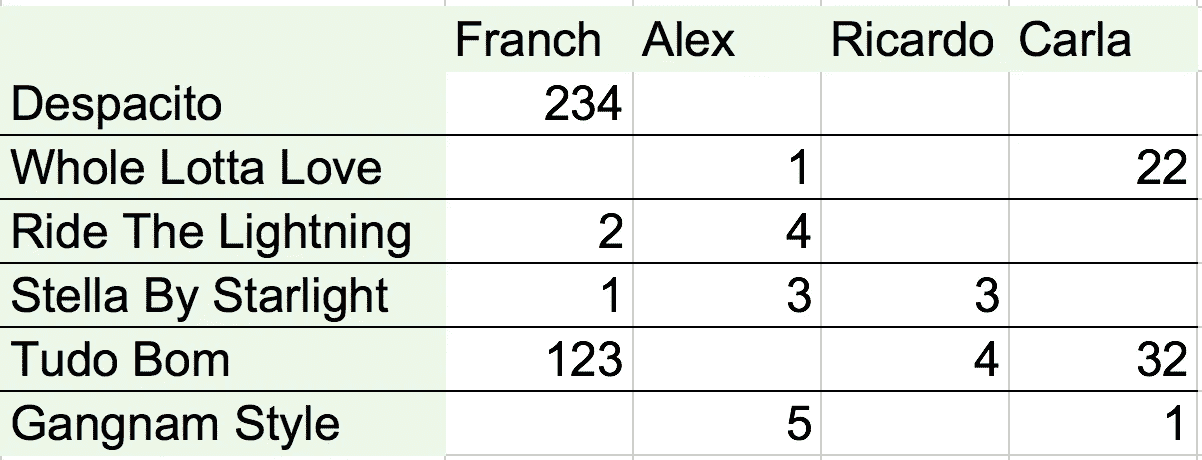 Franch Alex Ricardo Carla
Despacito 234
Whole Lotta Love 1 22
Ride The Lightning 2 4
Stella By Starlight 1 3 3
Tudo Bom 123 4 32
Gangnam Style 5 1